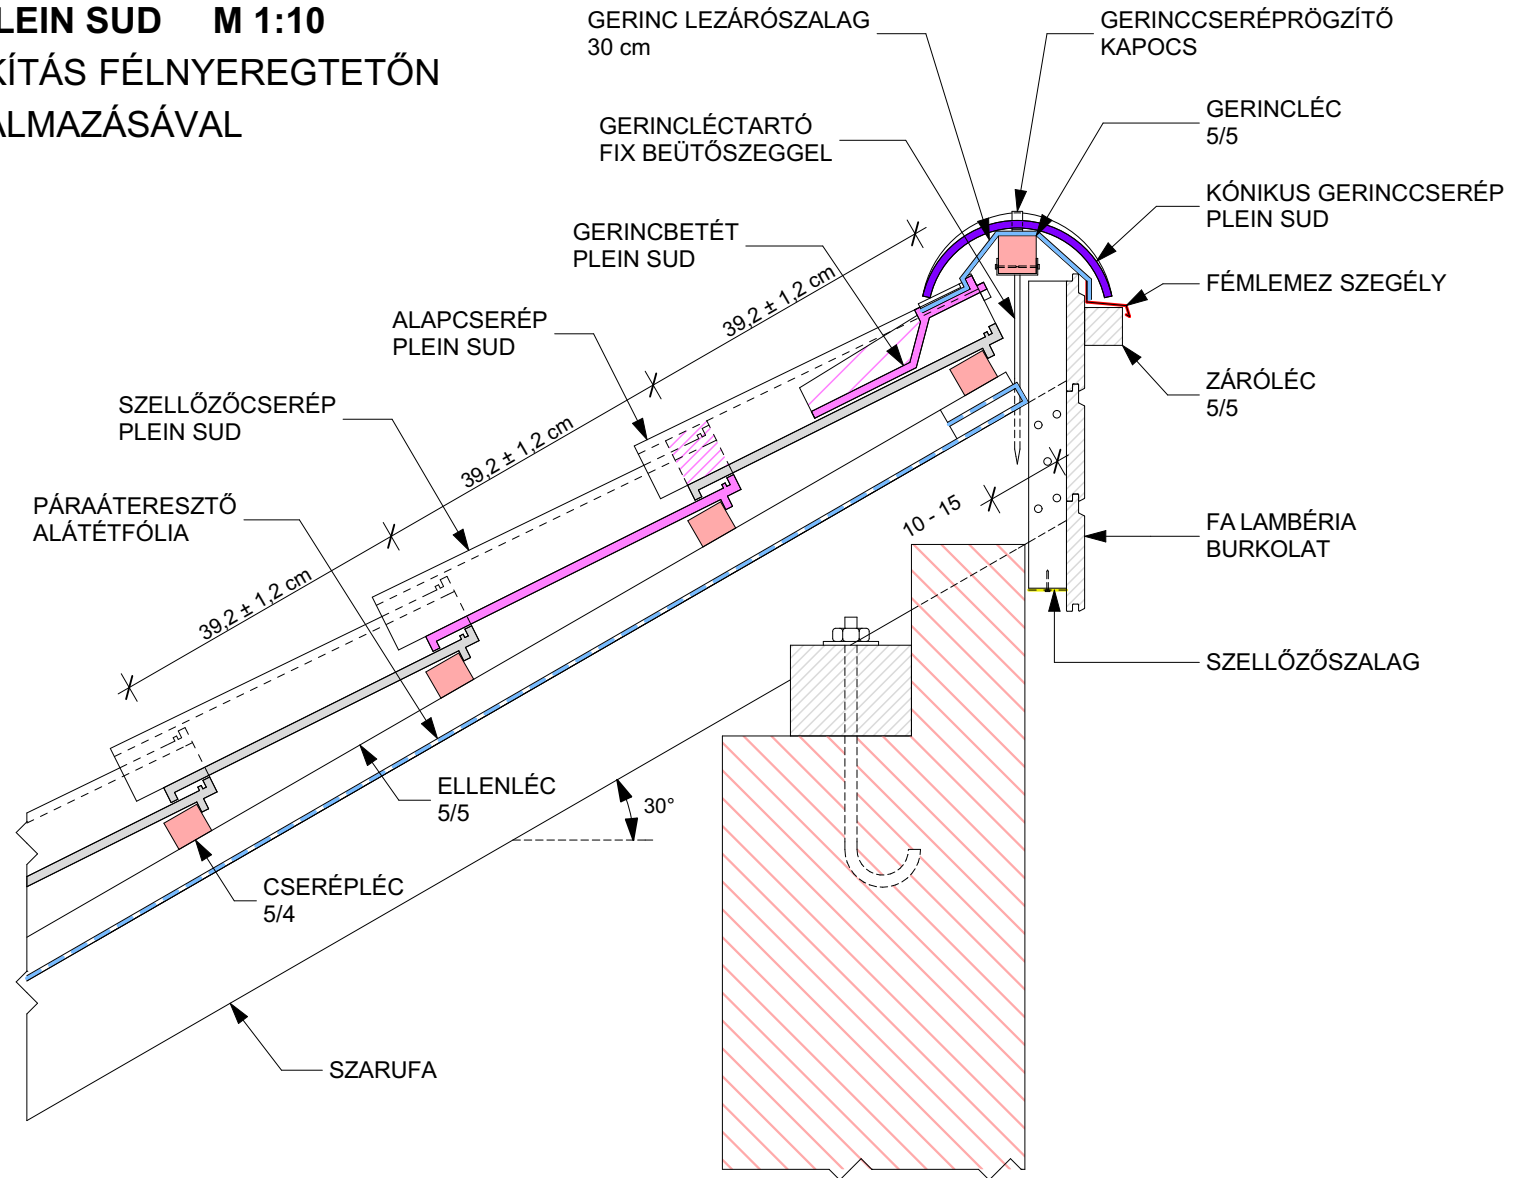 LEIN SUD M 1:10
KÍTÁS FÉLNYEREGTETŐN
ALMAZÁSÁVAL
GERINC LEZÁRÓSZALAG
30 cm
GERINCCSERÉPRÖGZÍTŐ
KAPOCS
GERINCLÉCTARTÓ
FIX BEÜTŐSZEGGEL
GERINCLÉC
5/5
KÓNIKUS GERINCCSERÉP
PLEIN SUD
GERINCBETÉT
PLEIN SUD
FÉMLEMEZ SZEGÉLY
39,2 ± 1,2 cm
ALAPCSERÉP
PLEIN SUD
ZÁRÓLÉC
5/5
SZELLŐZŐCSERÉP
PLEIN SUD
39,2 ± 1,2 cm
PÁRAÁTERESZTŐ
ALÁTÉTFÓLIA
10 - 15
FA LAMBÉRIA
BURKOLAT
39,2 ± 1,2 cm
SZELLŐZŐSZALAG
ELLENLÉC
5/5
30°
CSERÉPLÉC
5/4
SZARUFA